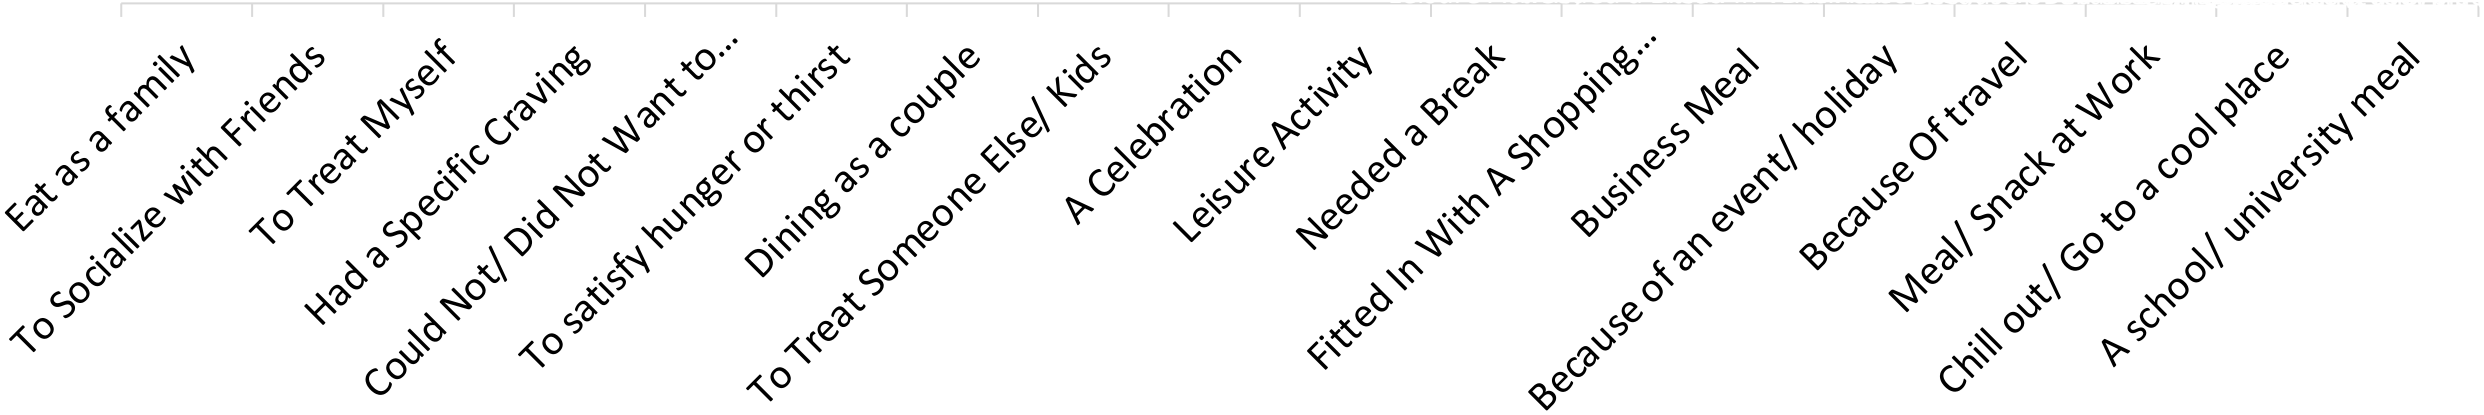 Eat as a family
To Socialize with Friends
To Treat Myself
Had a Specific Craving
Could Not/ Did Not Want to...
To satisfy hunger or thirst
Dining as a couple
To Treat Someone Else/ Kids
A Celebration
Leisure Activity
Needed a Break
Fitted In With A Shopping...
Business Meal
Because of an event/ holiday
Because Of travel
Meal/ Snack at Work
Chill out/ Go to a cool place
A school/ university meal